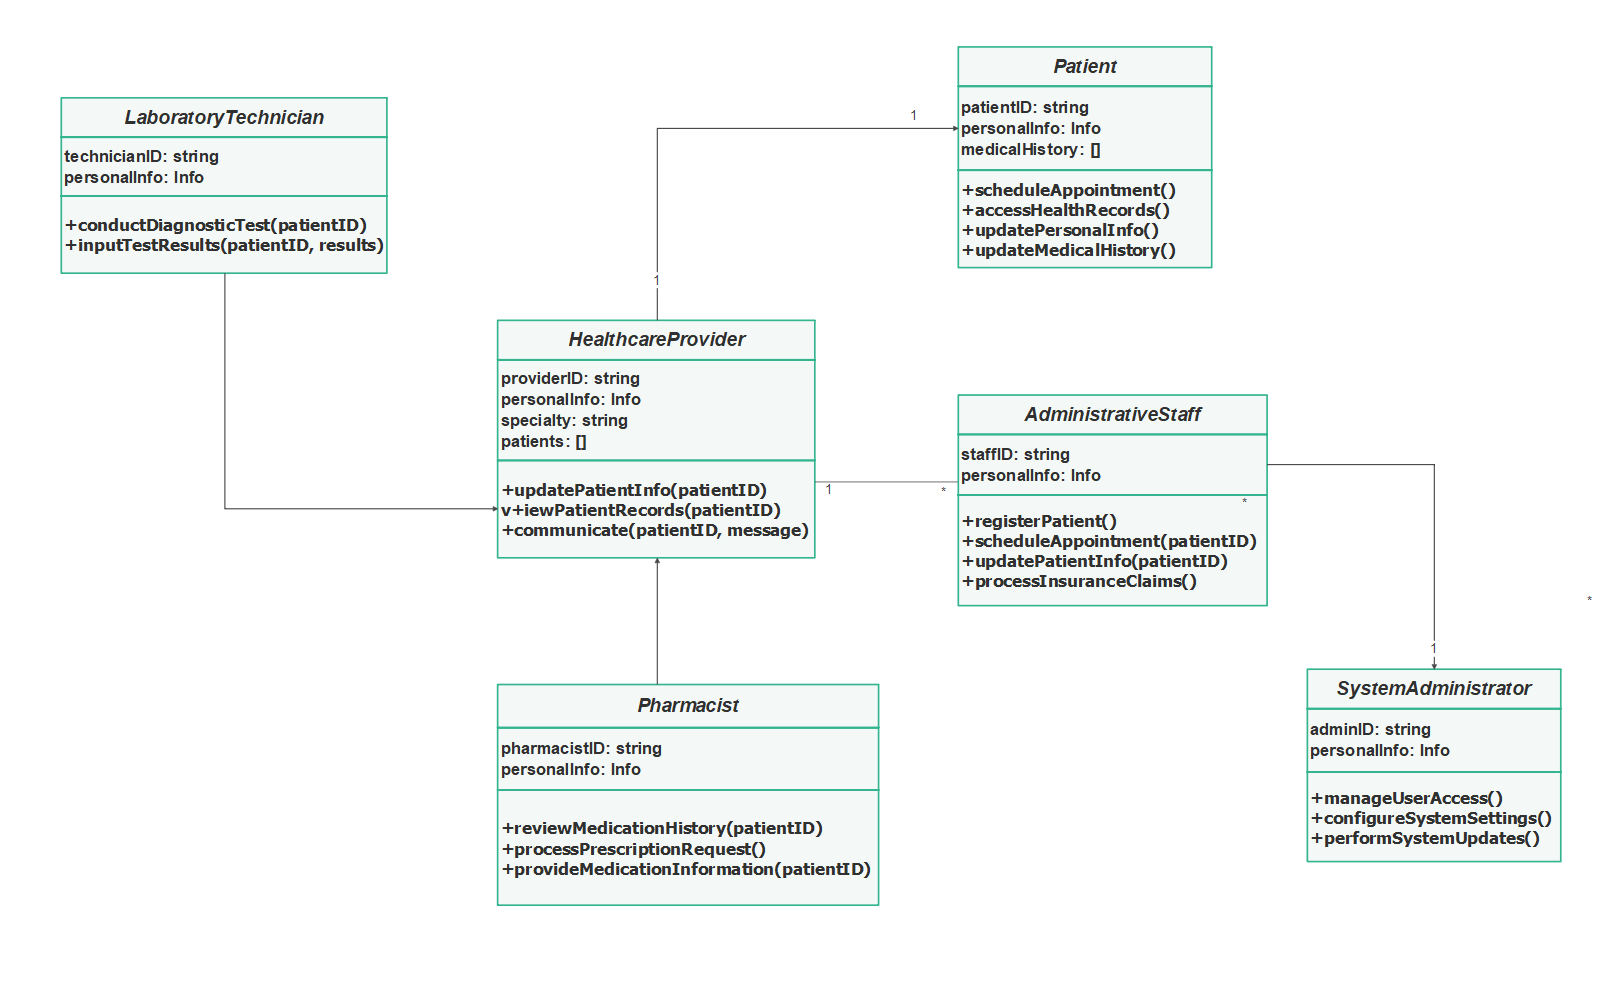 LaboratoryTechnician
technicianID: string
personalInfo: Info
+conductDiagnosticTest(patientID)
+inputTestResults(patientID, results)
Patient
patientID: string
personalInfo: Info
medicalHistory: []
+scheduleAppointment()
+accessHealthRecords()
+updatePersonalInfo()
+updateMedicalHistory()
1
1
HealthcareProvider
providerID: string
personalInfo: Info
specialty: string
patients: []
+updatePatientInfo(patientID)
v+iewPatientRecords(patientID)
+communicate(patientID, message)
1
*
AdministrativeStaff
staffID: string
personalInfo: Info
*
+registerPatient()
+scheduleAppointment(patientID)
+updatePatientInfo(patientID)
+processInsuranceClaims()
*
1
Pharmacist
pharmacistID: string
personalInfo: Info
+reviewMedicationHistory(patientID)
+processPrescriptionRequest()
+provideMedicationInformation(patientID)
SystemAdministrator
adminID: string
personalInfo: Info
+manageUserAccess()
+configureSystemSettings()
+performSystemUpdates()